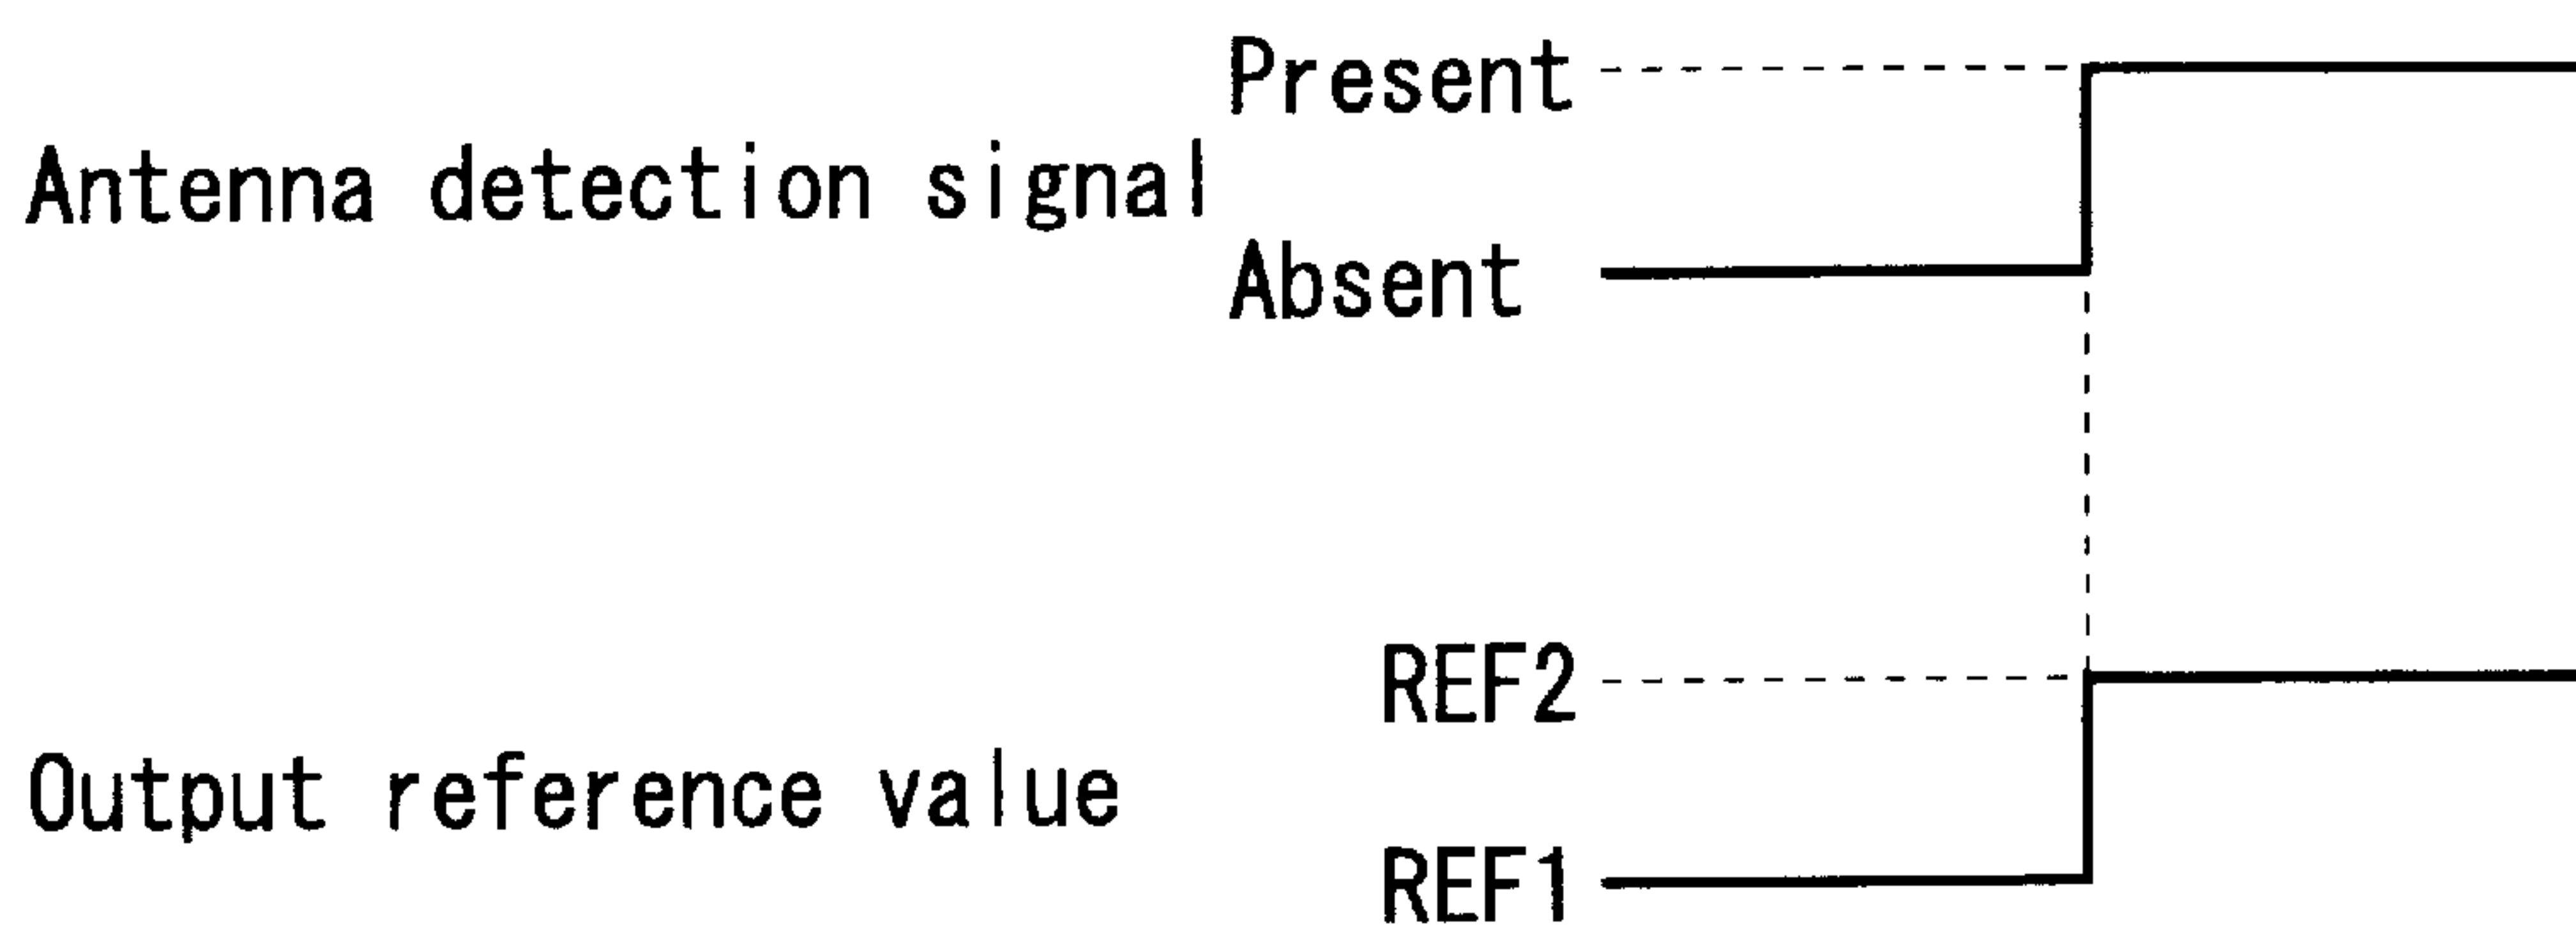 Present
Antenna detection signal
Absent
REF2
Output reference value
REF1